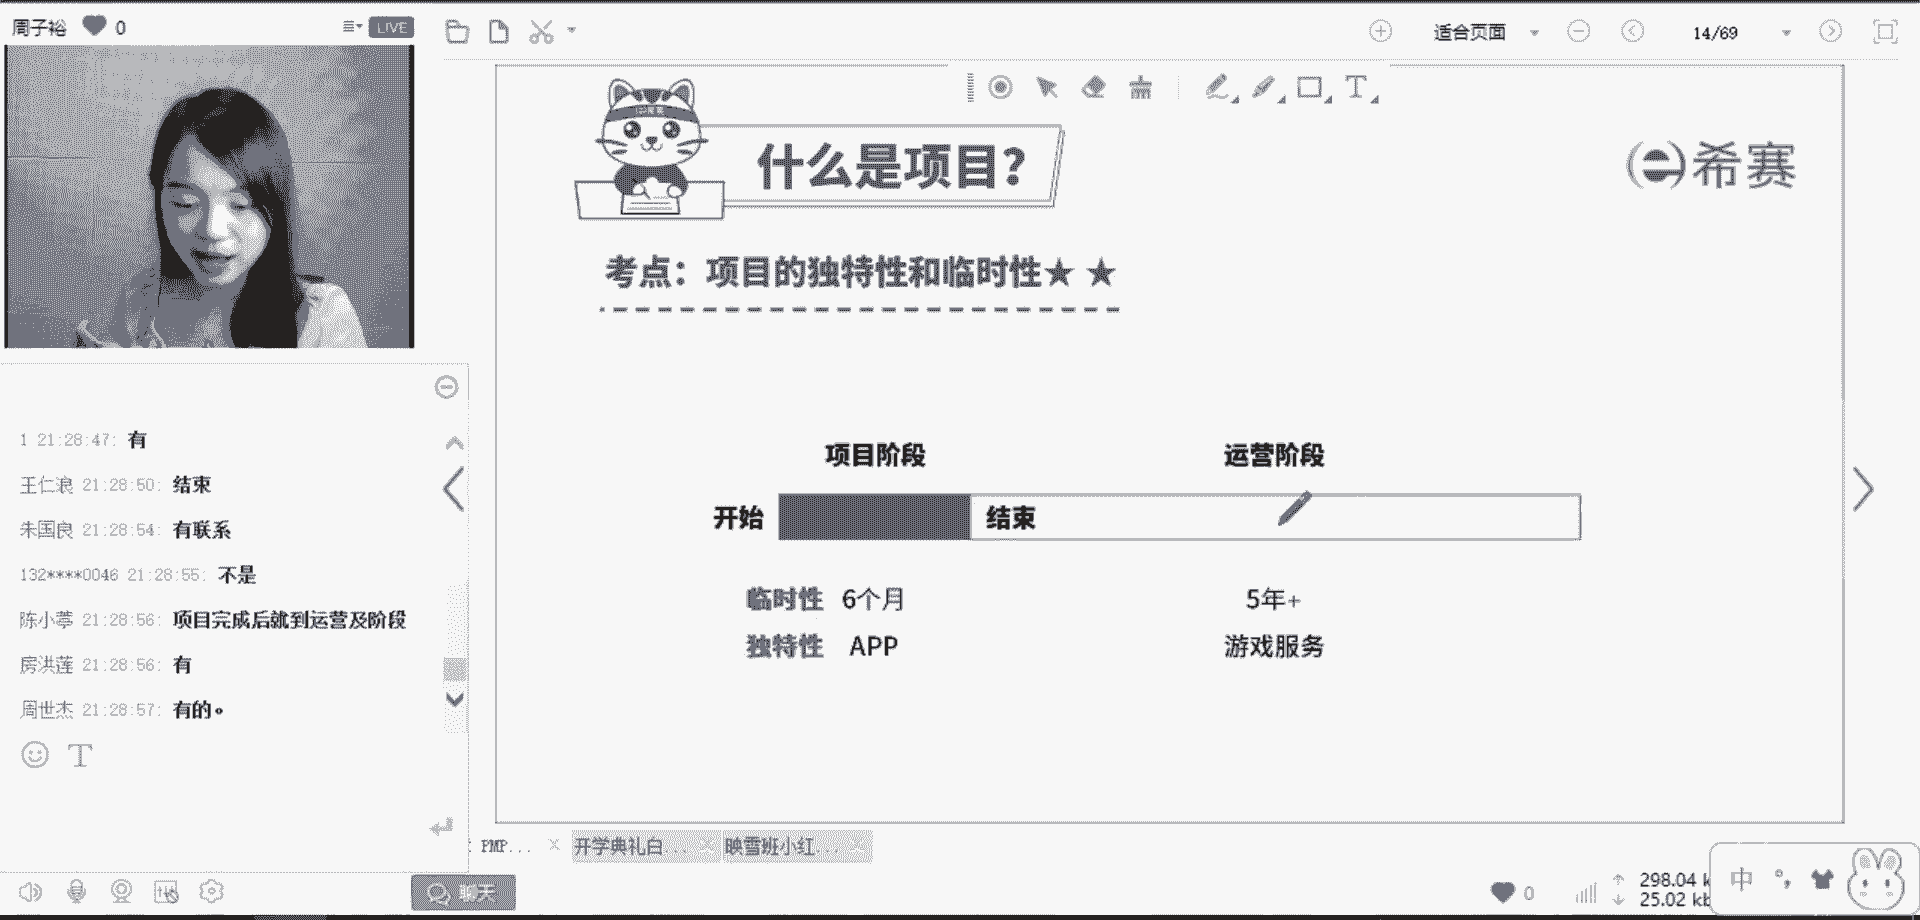 周子裕 0
LIVE
适合页面
14/69
什么是项目？
希赛
考点：项目的独特性和临时性★ ★
项目阶段 运营阶段
开始 结束
临时性 6个月 5年+
独特性 APP 游戏服务
1 21:28:47: 有
王仁浪 21:28:50: 结束
朱国良 21:28:54: 有联系
132****0046 21:28:55: 不是
陈小葶 21:28:56: 项目完成后就到运营及阶段
房洪莲 21:28:56: 有
周世杰 21:28:57: 有的。
PMP... 开学典礼白... 映雪班小红...
聊天
0
298.04 k
25.02 kb
中